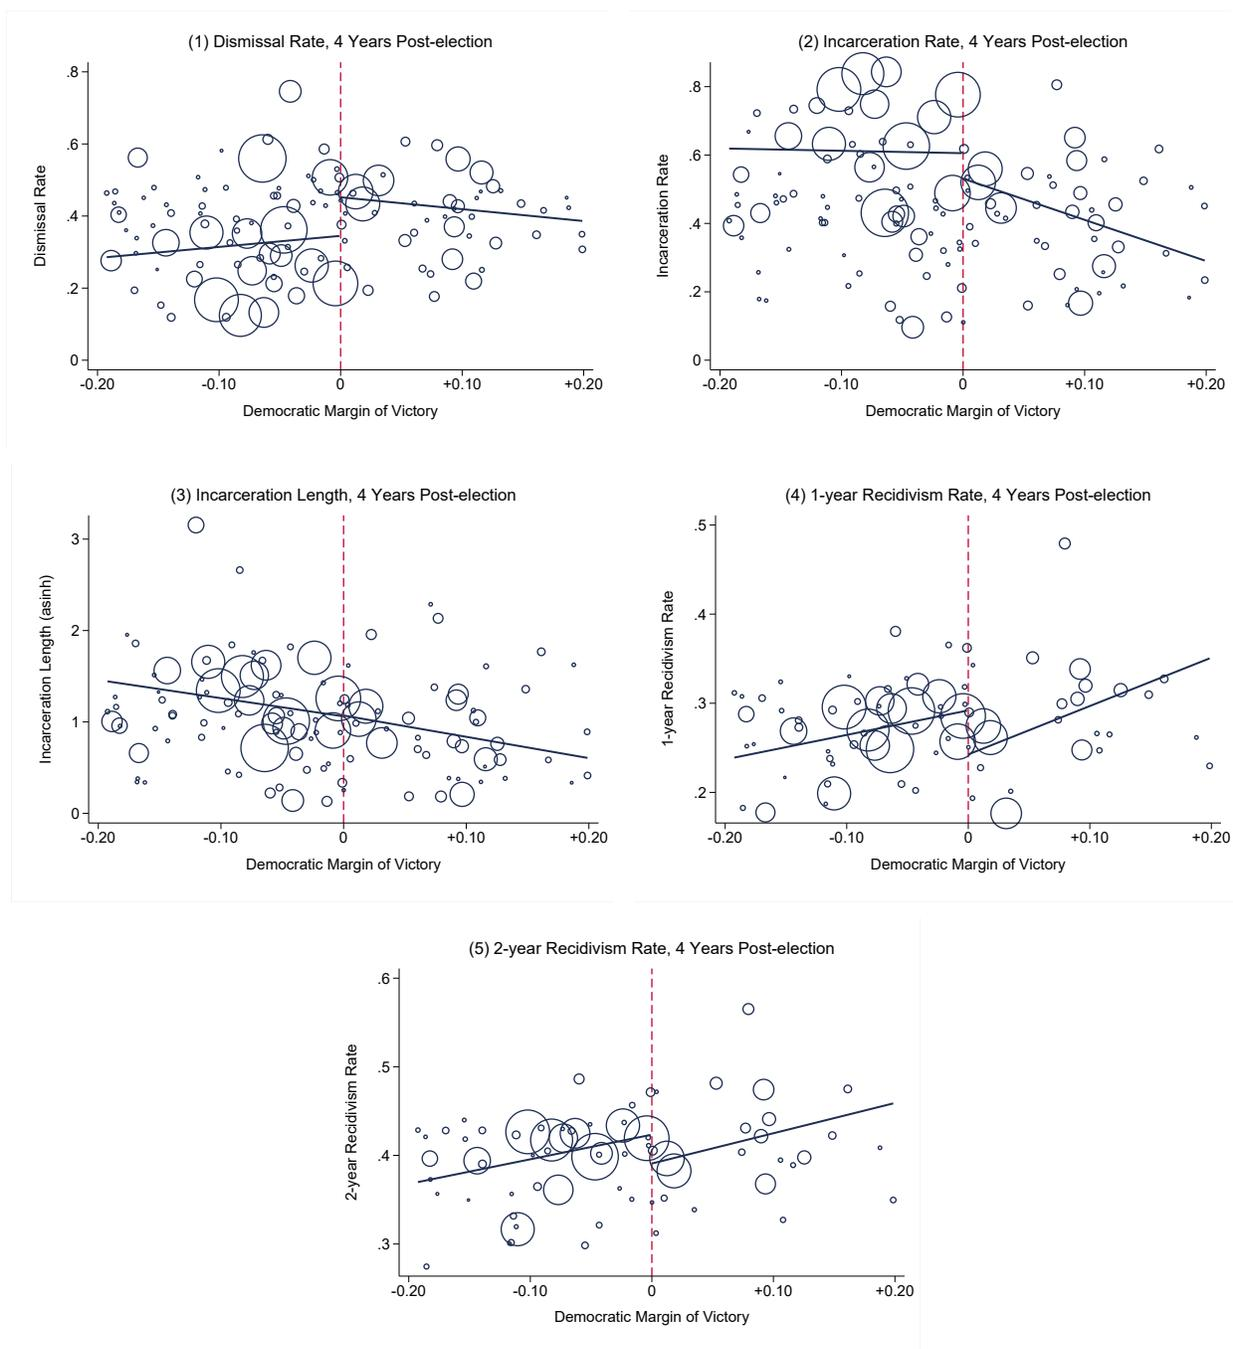 (1) Dismissal Rate, 4 Years Post-election
Dismissal Rate
.8
.6
.4
.2
0
-0.20 -0.10 0 +0.10 +0.20
Democratic Margin of Victory
(2) Incarceration Rate, 4 Years Post-election
Incarceration Rate
.8
.6
.4
.2
0
-0.20 -0.10 0 +0.10 +0.20
Democratic Margin of Victory
(3) Incarceration Length, 4 Years Post-election
Incarceration Length (asinh)
3
2
1
0
-0.20 -0.10 0 +0.10 +0.20
Democratic Margin of Victory
(4) 1-year Recidivism Rate, 4 Years Post-election
1-year Recidivism Rate
.5
.4
.3
.2
-0.20 -0.10 0 +0.10 +0.20
Democratic Margin of Victory
(5) 2-year Recidivism Rate, 4 Years Post-election
2-year Recidivism Rate
.6
.5
.4
.3
-0.20 -0.10 0 +0.10 +0.20
Democratic Margin of Victory